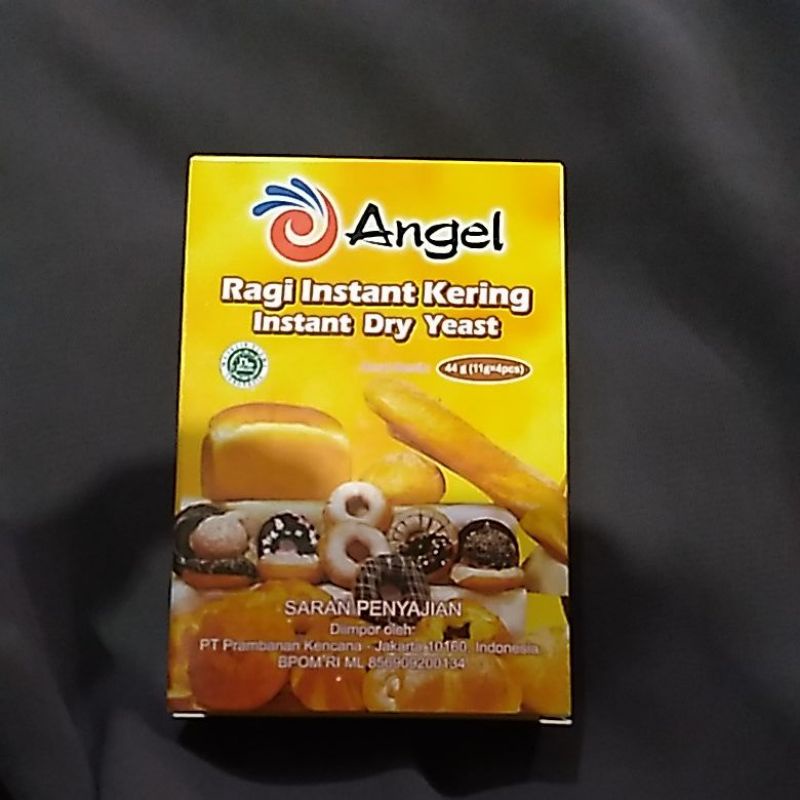 Angel
Ragi Instant Kering
Instant Dry Yeast
44 g (11g×4pcs)
SARAN PENYAJIAN
Diimpor oleh:
PT Prambanan Kencana - Jakarta 10160, Indonesia
BPOM RI ML 856909200134